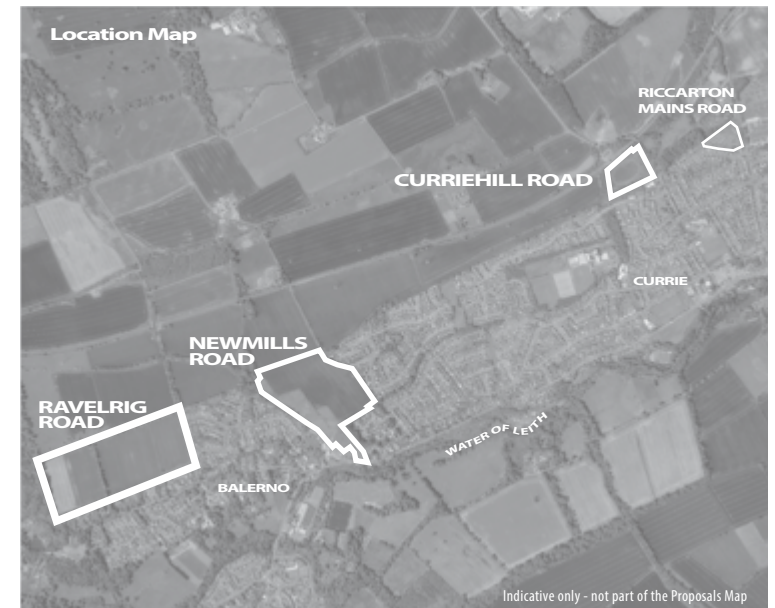 Location Map
RICCARTON
MAINS ROAD
CURRIEHILL ROAD
CURRIE
NEWMILLS
ROAD
RAVELRIG
ROAD
WATER OF LEITH
BALERNO
Indicative only - not part of the Proposals Map